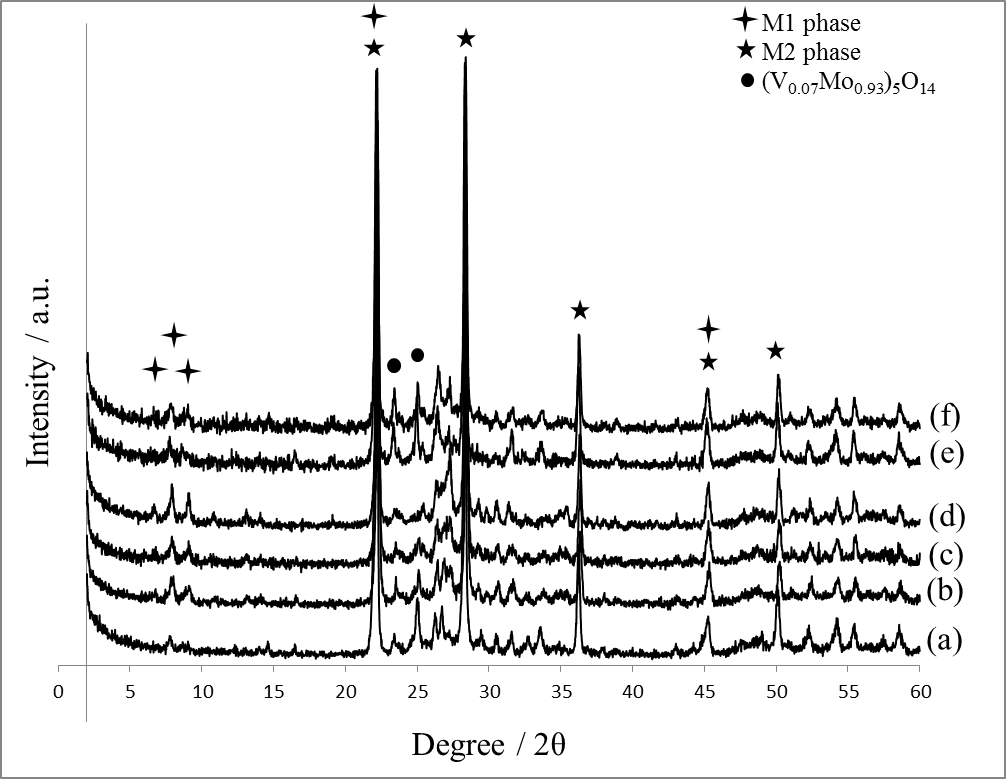 M1 phase
M2 phase
(V0.07Mo0.93)5O14
Intensity / a.u.
(f)
(e)
(d)
(c)
(b)
(a)
0 5 10 15 20 25 30 35 40 45 50 55 60
Degree / 2θ